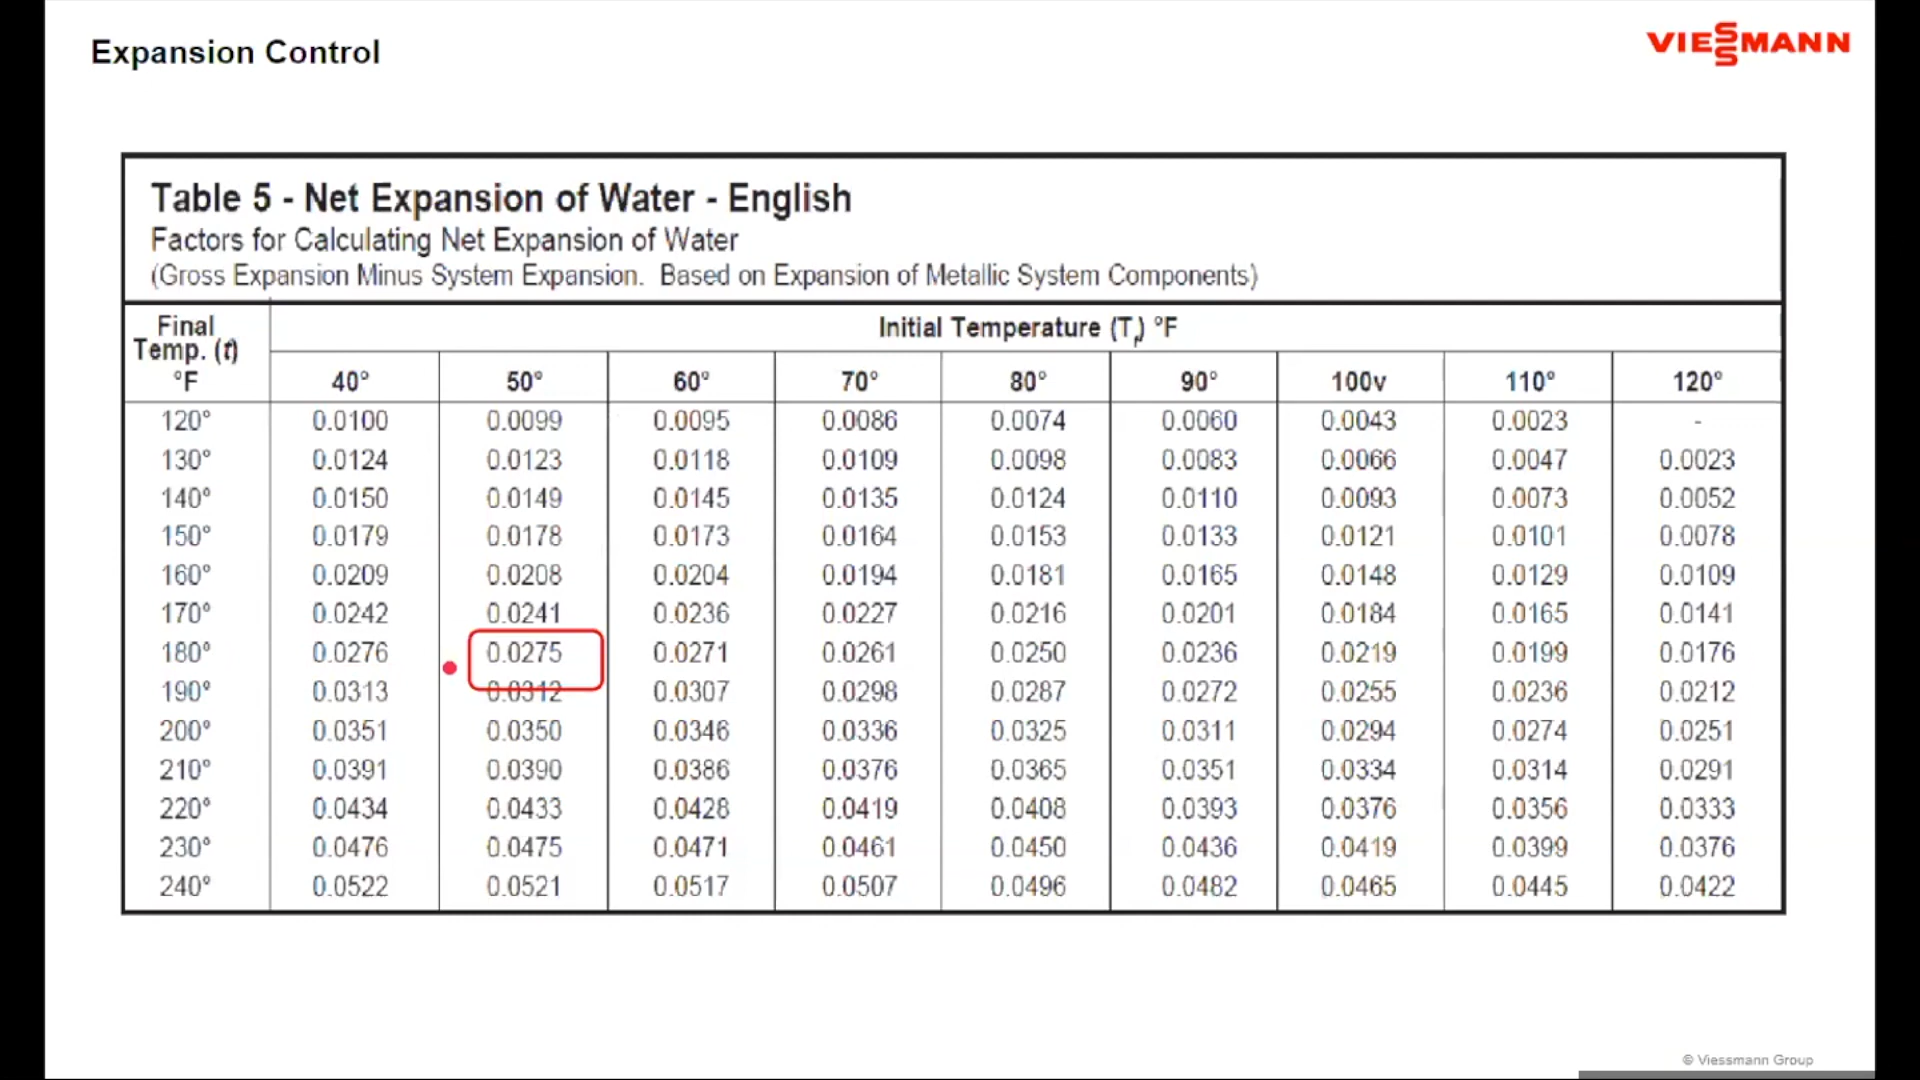 Expansion Control
VIESSMANN
Table 5 - Net Expansion of Water - English
Factors for Calculating Net Expansion of Water
(Gross Expansion Minus System Expansion. Based on Expansion of Metallic System Components)
Final Temp. (t) °F
Initial Temperature (Tf) °F
40° 50° 60° 70° 80° 90° 100v 110° 120°
120° 0.0100 0.0099 0.0095 0.0086 0.0074 0.0060 0.0043 0.0023 -
130° 0.0124 0.0123 0.0118 0.0109 0.0098 0.0083 0.0066 0.0047 0.0023
140° 0.0150 0.0149 0.0145 0.0135 0.0124 0.0110 0.0093 0.0073 0.0052
150° 0.0179 0.0178 0.0173 0.0164 0.0153 0.0133 0.0121 0.0101 0.0078
160° 0.0209 0.0208 0.0204 0.0194 0.0181 0.0165 0.0148 0.0129 0.0109
170° 0.0242 0.0241 0.0236 0.0227 0.0216 0.0201 0.0184 0.0165 0.0141
180° 0.0276 0.0275 0.0271 0.0261 0.0250 0.0236 0.0219 0.0199 0.0176
190° 0.0313 0.0312 0.0307 0.0298 0.0287 0.0272 0.0255 0.0236 0.0212
200° 0.0351 0.0350 0.0346 0.0336 0.0325 0.0311 0.0294 0.0274 0.0251
210° 0.0391 0.0390 0.0386 0.0376 0.0365 0.0351 0.0334 0.0314 0.0291
220° 0.0434 0.0433 0.0428 0.0419 0.0408 0.0393 0.0376 0.0356 0.0333
230° 0.0476 0.0475 0.0471 0.0461 0.0450 0.0436 0.0419 0.0399 0.0376
240° 0.0522 0.0521 0.0517 0.0507 0.0496 0.0482 0.0465 0.0445 0.0422
© Viessmann Group